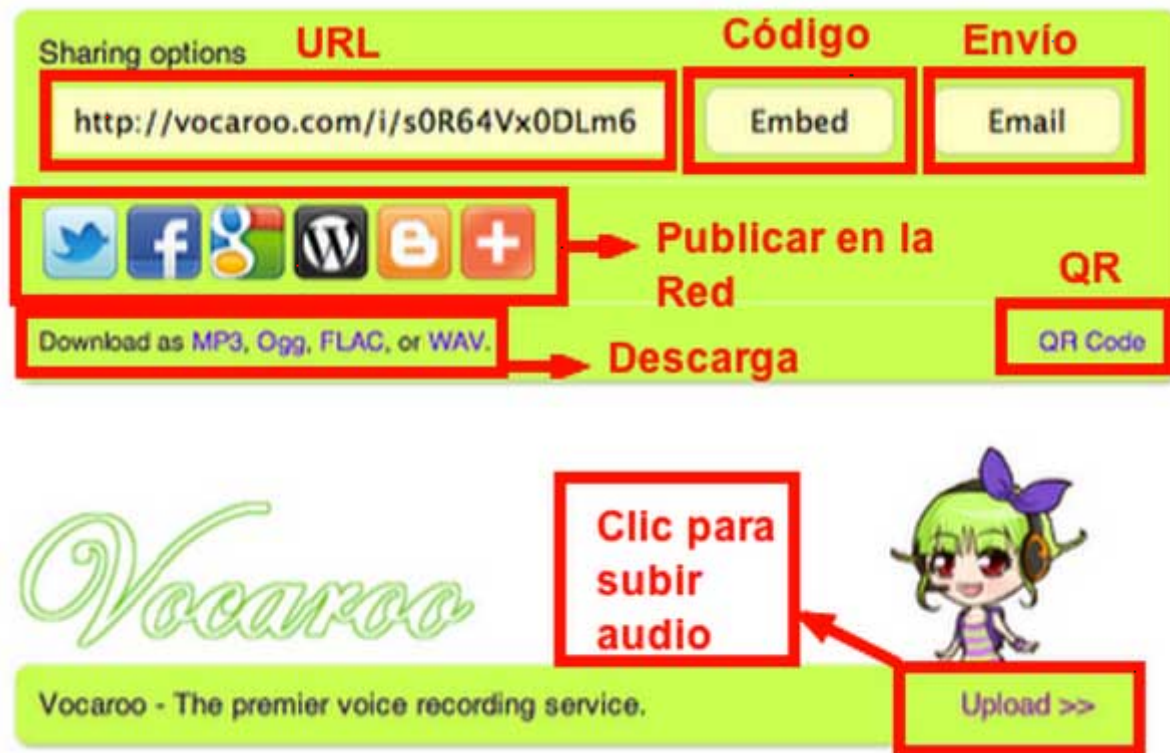 Sharing options URL Código Envío
http://vocaroo.com/i/s0R64Vx0DLm6 Embed Email
Publicar en la
Red
QR
Download as MP3, Ogg, FLAC, or WAV.
Descarga
QR Code
Clic para
subir
audio
Vocaroo
Vocaroo - The premier voice recording service.
Upload >>